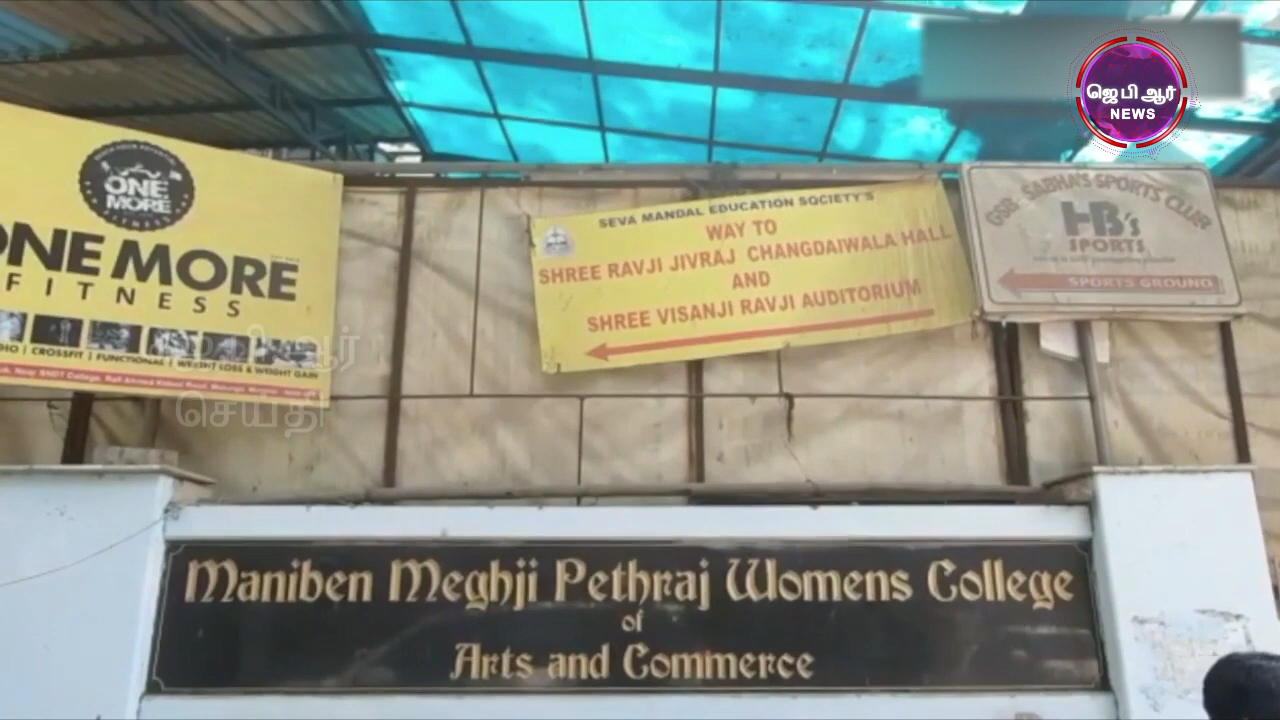 ஜெ பி ஆர்
NEWS
ONE
MORE
FITNESS
ONE MORE
FITNESS
CROSSFIT | FUNCTIONAL | WEIGHT LOSS & WEIGHT GAIN
SEVA MANDAL EDUCATION SOCIETY'S
WAY TO
SHREE RAVJI JIVRAJ CHANGDAIWALA HALL
AND
SHREE VISANJI RAVJI AUDITORIUM
GSB - SABHA'S SPORTS CLUB
HB's
SPORTS
SPORTS GROUND
செய்தி
Maniben Meghji Pethraj Womens College
of
Arts and Commerce